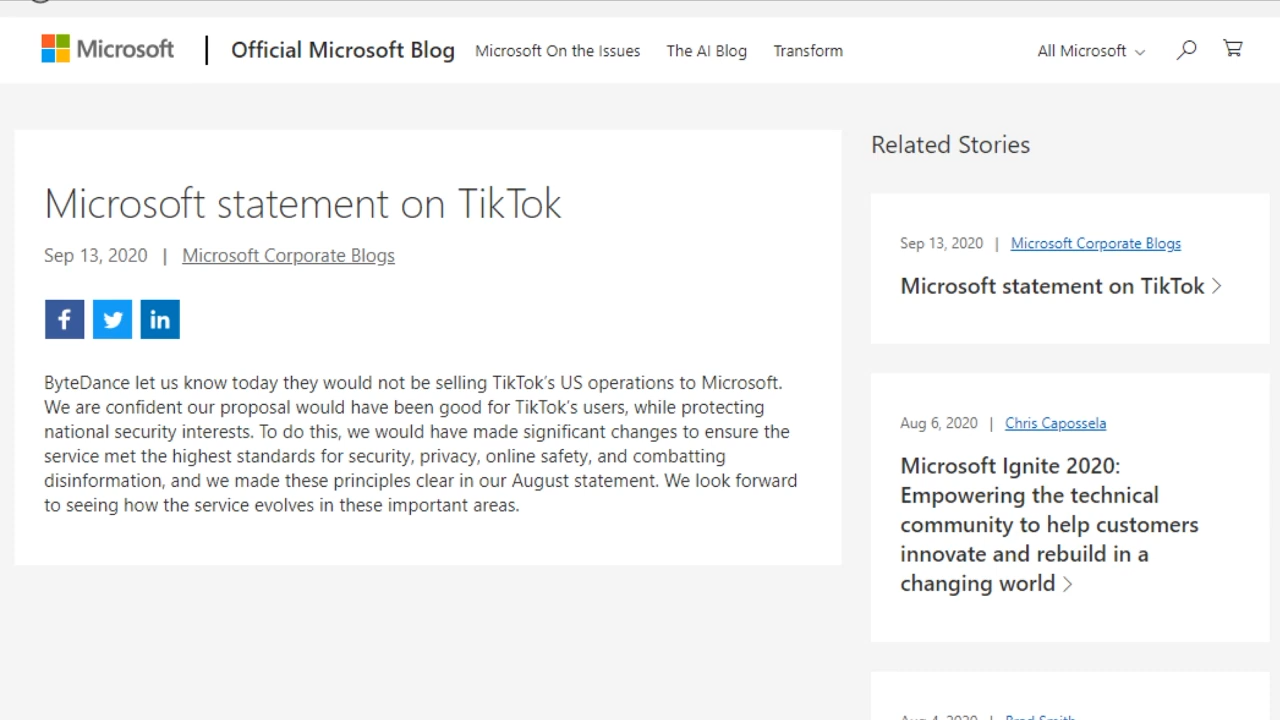 Microsoft | Official Microsoft Blog Microsoft On the Issues The AI Blog Transform All Microsoft
Microsoft statement on TikTok
Sep 13, 2020 | Microsoft Corporate Blogs
f in
ByteDance let us know today they would not be selling TikTok's US operations to Microsoft.
We are confident our proposal would have been good for TikTok's users, while protecting
national security interests. To do this, we would have made significant changes to ensure the
service met the highest standards for security, privacy, online safety, and combatting
disinformation, and we made these principles clear in our August statement. We look forward
to seeing how the service evolves in these important areas.
Related Stories
Sep 13, 2020 | Microsoft Corporate Blogs
Microsoft statement on TikTok
Aug 6, 2020 | Chris Capossela
Microsoft Ignite 2020:
Empowering the technical
community to help customers
innovate and rebuild in a
changing world
Aug 4, 2020 | Brad Smith